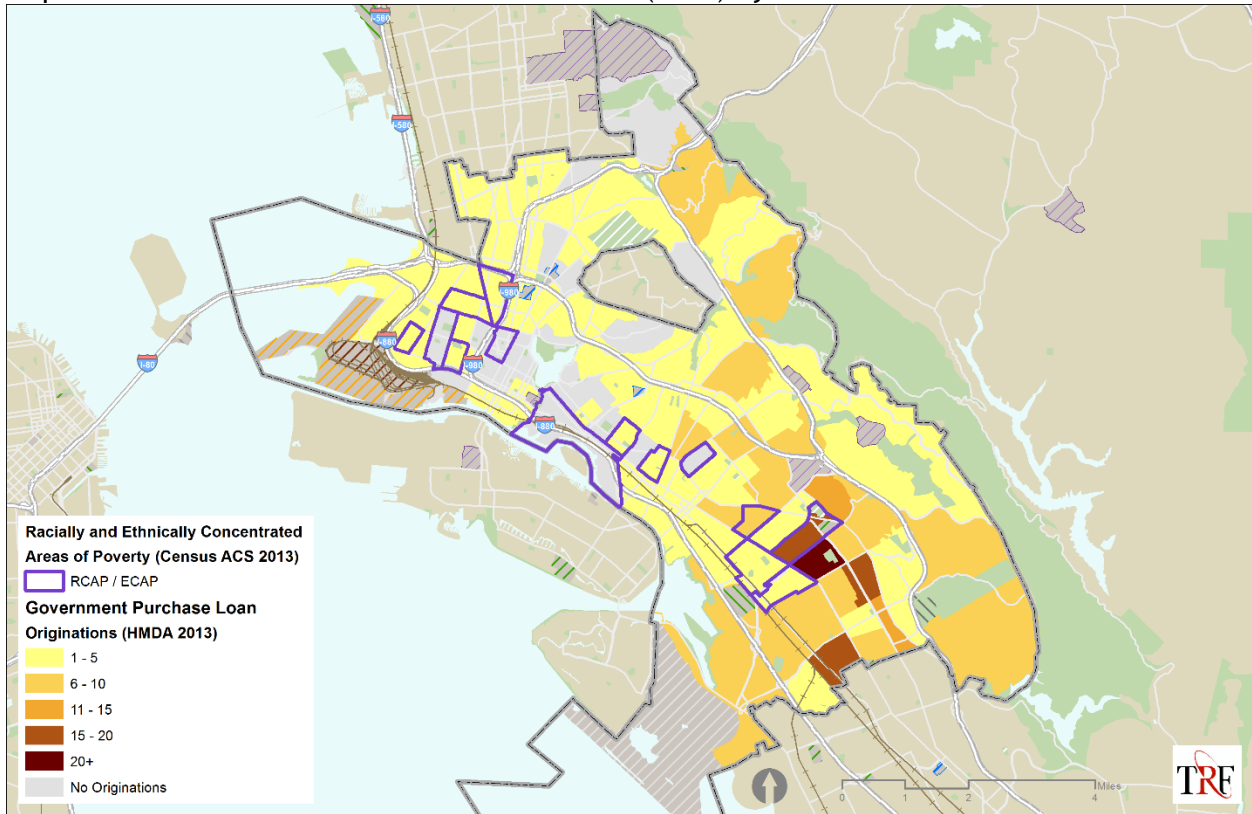 I-580
I-580
I-980
I-880
I-980
I-80
I-880
Racially and Ethnically Concentrated
Areas of Poverty (Census ACS 2013)
RCAP / ECAP
Government Purchase Loan
Originations (HMDA 2013)
1 - 5
6 - 10
11 - 15
15 - 20
20+
No Originations
Miles
0 1 2 4
TRF